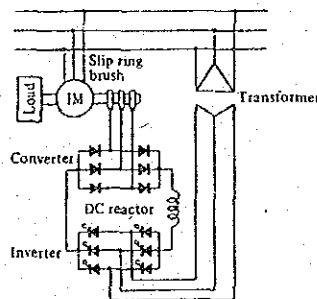 Slip ring
brush
Load
IM
Transformer
Converter
DC reactor
Inverter